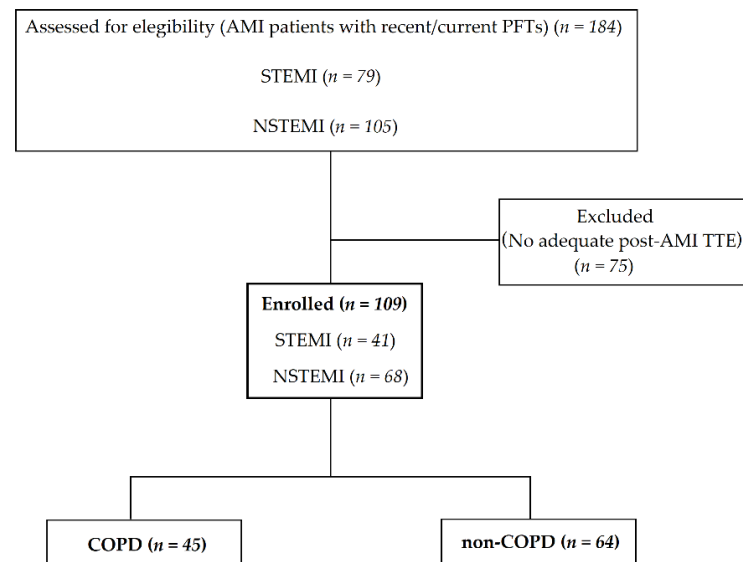 Assessed for elegibility (AMI patients with recent/current PFTs) (n = 184)
STEMI (n = 79)
NSTEMI (n = 105)
Excluded
(No adequate post-AMI TTE)
(n = 75)
Enrolled (n = 109)
STEMI (n = 41)
NSTEMI (n = 68)
COPD (n = 45)
non-COPD (n = 64)